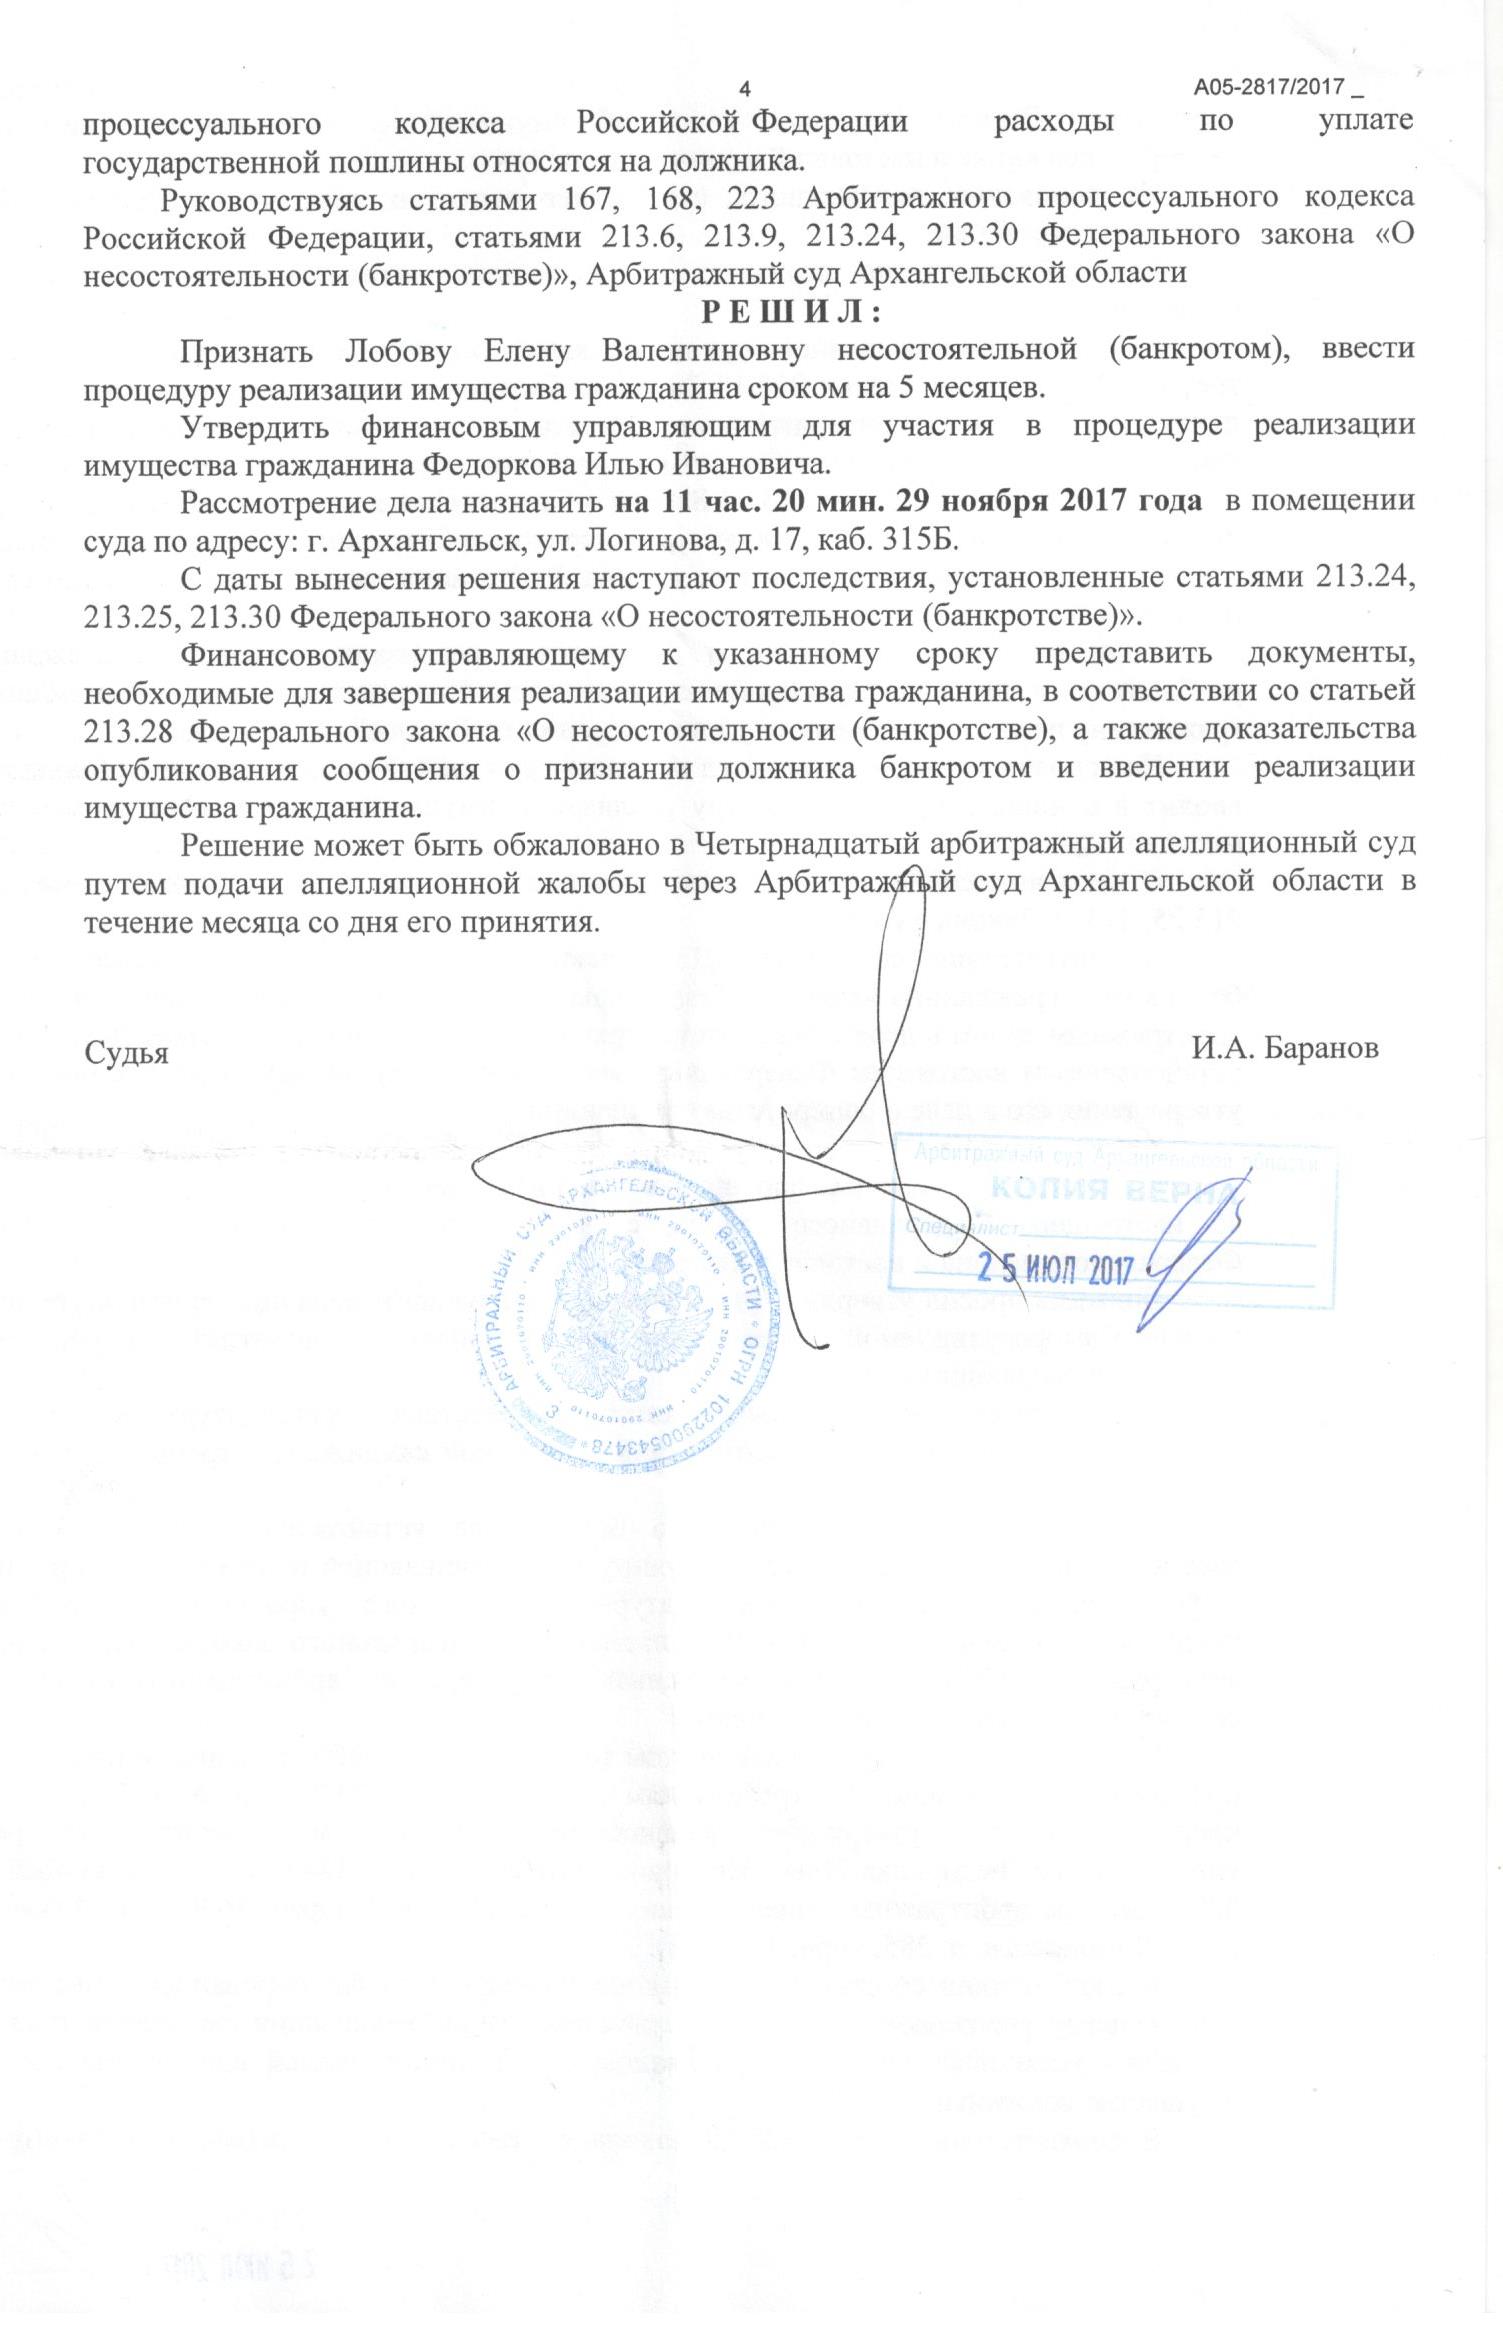 4
А05-2817/2017 _
процессуального кодекса Российской Федерации расходы по уплате
государственной пошлины относятся на должника.
Руководствуясь статьями 167, 168, 223 Арбитражного процессуального кодекса
Российской Федерации, статьями 213.6, 213.9, 213.24, 213.30 Федерального закона «О
несостоятельности (банкротстве)», Арбитражный суд Архангельской области
Р Е Ш И Л :
Признать Лобову Елену Валентиновну несостоятельной (банкротом), ввести
процедуру реализации имущества гражданина сроком на 5 месяцев.
Утвердить финансовым управляющим для участия в процедуре реализации
имущества гражданина Федоркова Илью Ивановича.
Рассмотрение дела назначить на 11 час. 20 мин. 29 ноября 2017 года в помещении
суда по адресу: г. Архангельск, ул. Логинова, д. 17, каб. 315Б.
С даты вынесения решения наступают последствия, установленные статьями 213.24,
213.25, 213.30 Федерального закона «О несостоятельности (банкротстве)».
Финансовому управляющему к указанному сроку представить документы,
необходимые для завершения реализации имущества гражданина, в соответствии со статьей
213.28 Федерального закона «О несостоятельности (банкротстве), а также доказательства
опубликования сообщения о признании должника банкротом и введении реализации
имущества гражданина.
Решение может быть обжаловано в Четырнадцатый арбитражный апелляционный суд
путем подачи апелляционной жалобы через Арбитражный суд Архангельской области в
течение месяца со дня его принятия.
Судья
И.А. Баранов
Арбитражный суд Архангельской области
КОПИЯ ВЕРНА
Специалист
25 ИЮЛ 2017
АРБИТРАЖНЫЙ СУД АРХАНГЕЛЬСКОЙ ОБЛАСТИ * ОГРН 1022900543478 *
ИНН 2901070110 · ИНН 2901070110 · ИНН 2901070110 · ИНН 2901070110
3